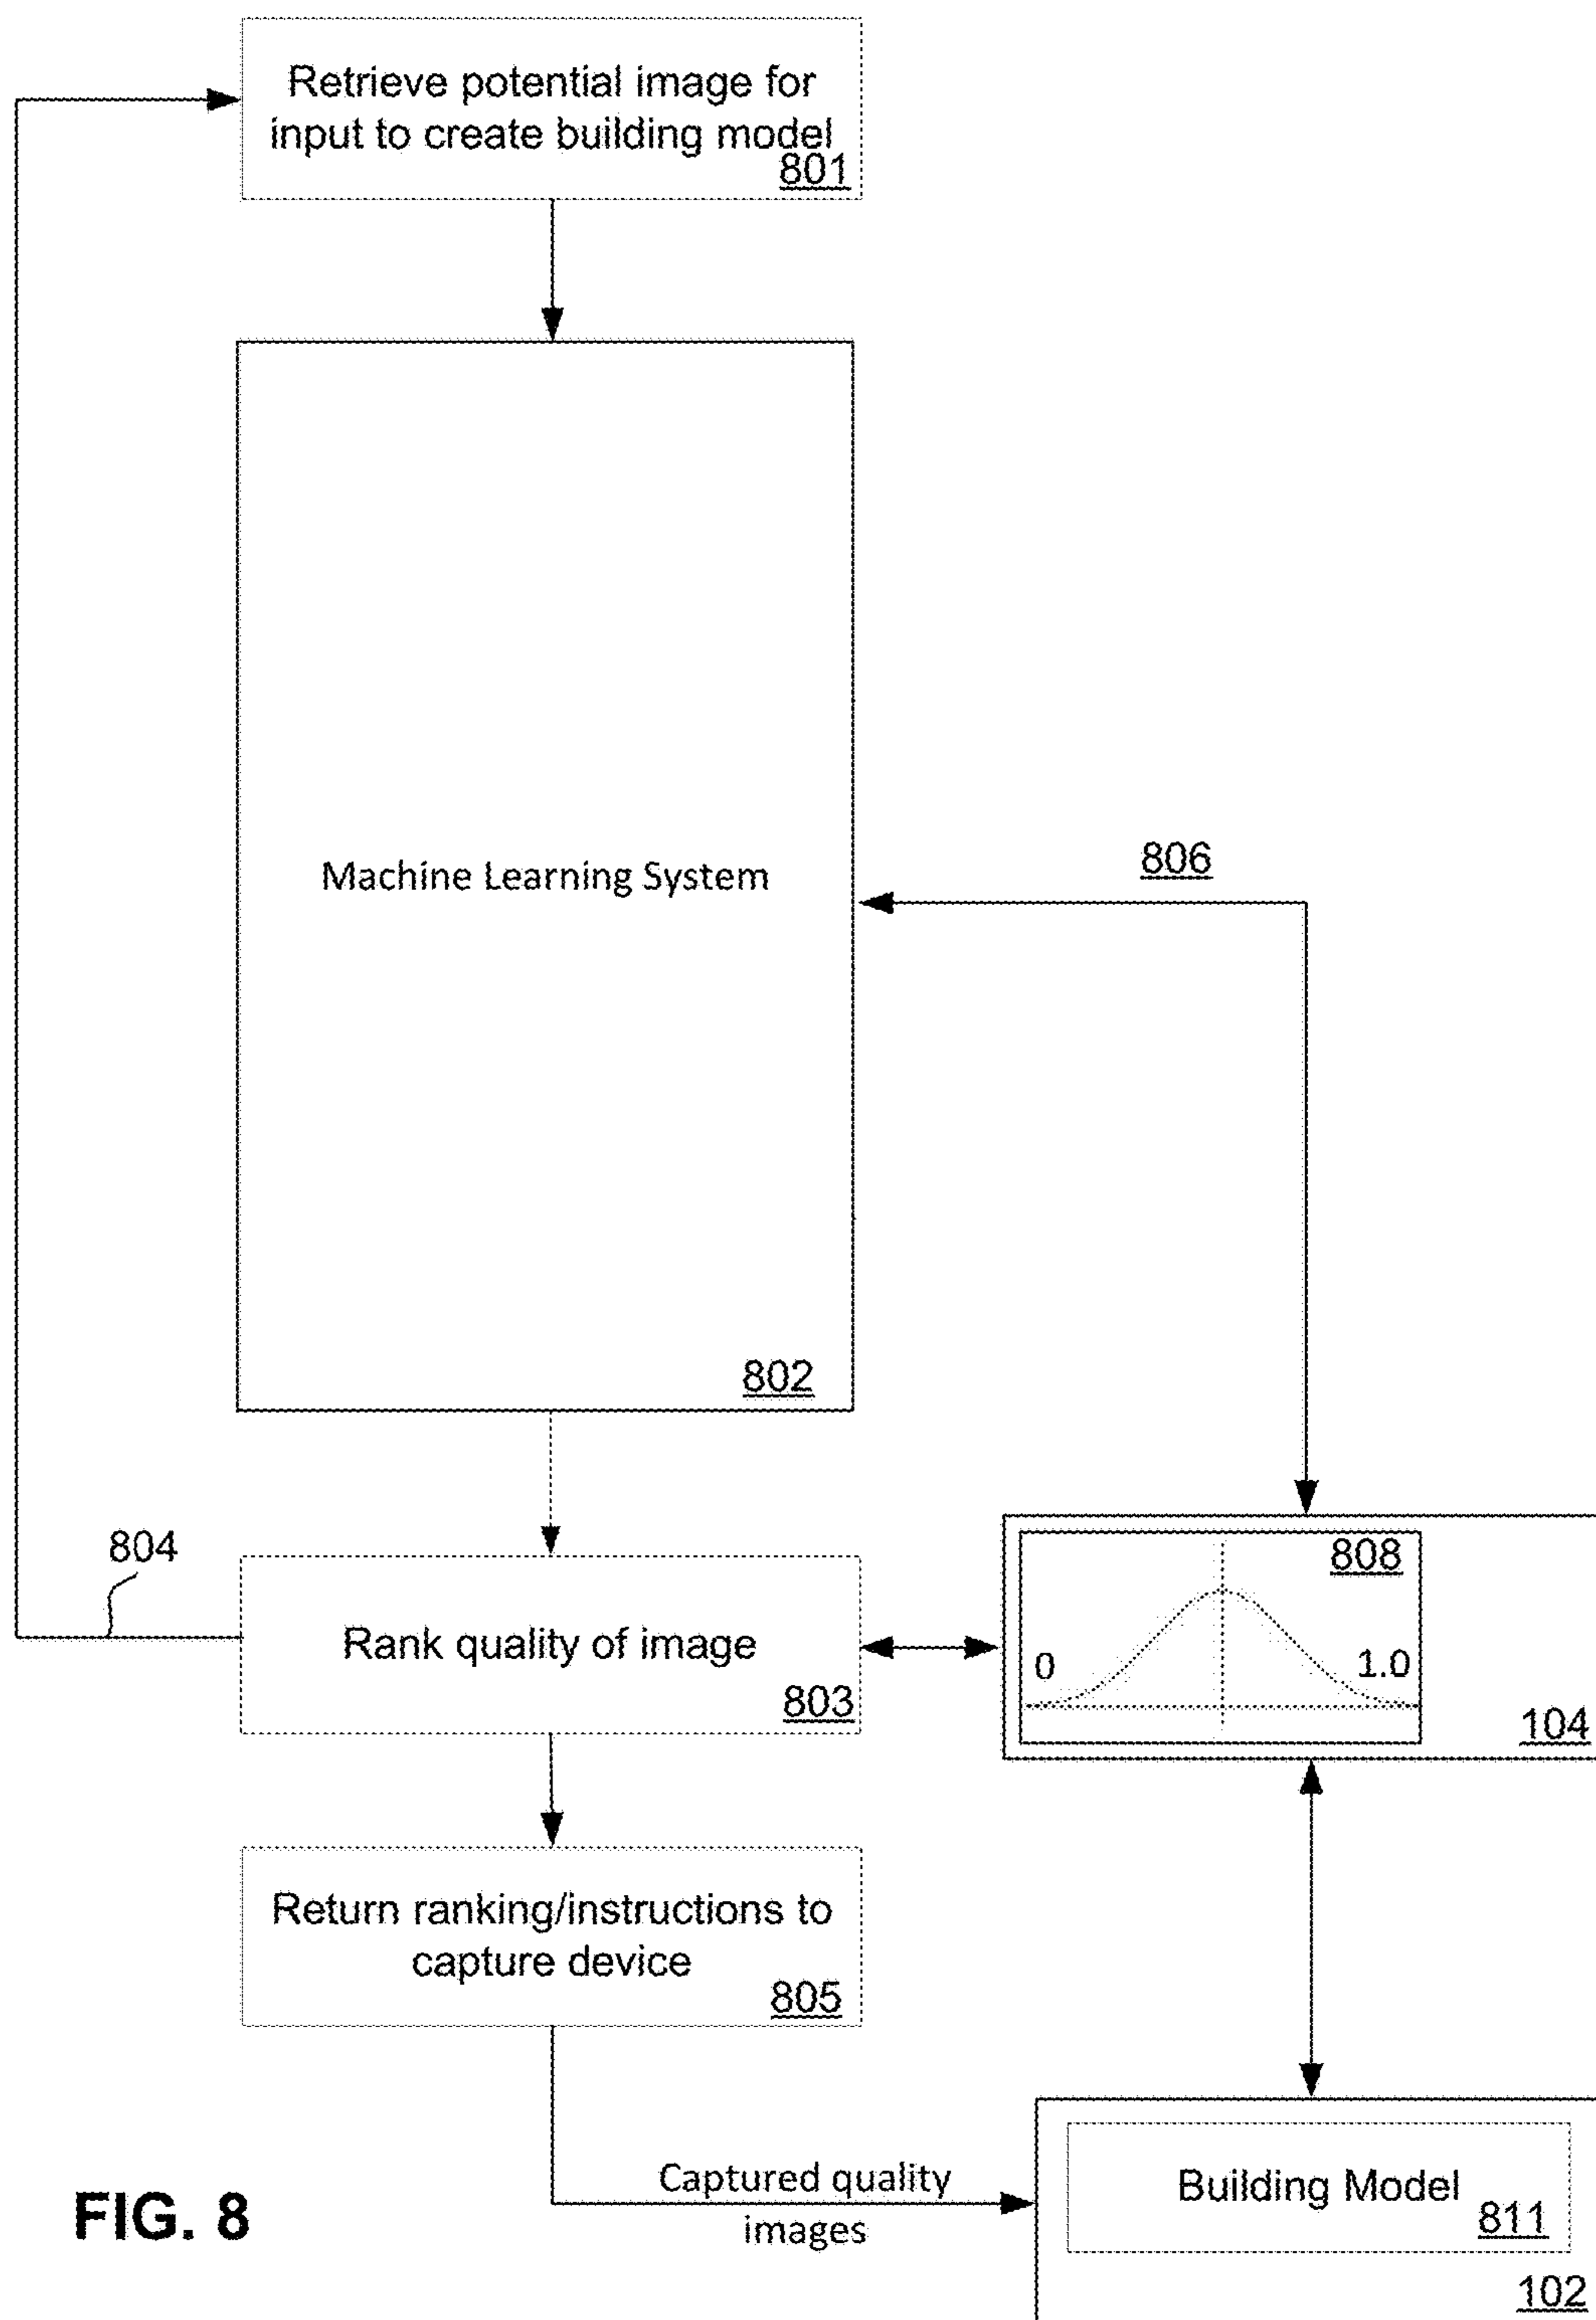 Retrieve potential image for
input to create building model
801
Machine Learning System
806
802
804
808
Rank quality of image
0
1.0
803
104
Return ranking/instructions to
capture device
805
Captured quality
images
Building Model
811
102
FIG. 8